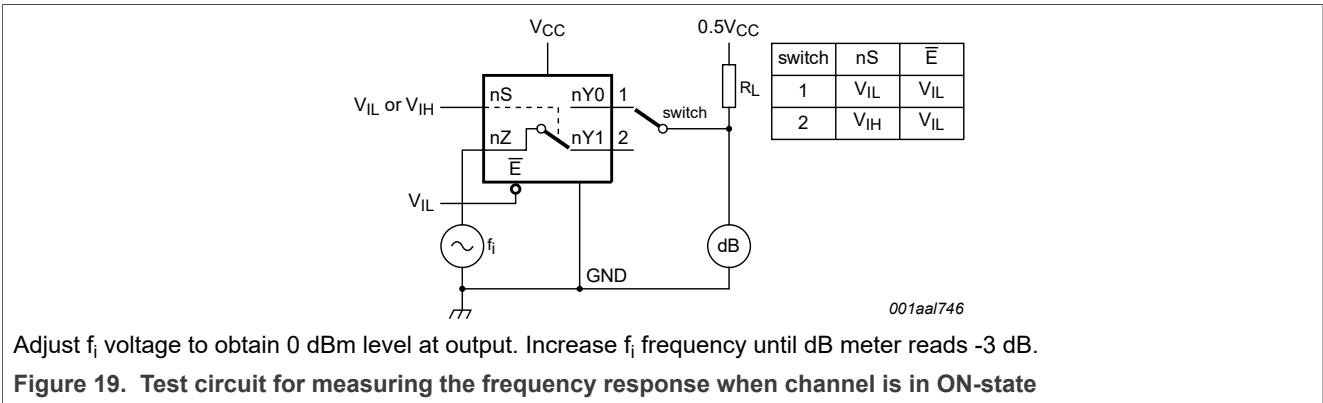 VCC
0.5VCC
switch nS E̅
1 VIL VIL
2 VIH VIL
RL
VIL or VIH
nS
nY0
1
switch
nZ
nY1
2
E̅
VIL
fi
dB
GND
001aal746
Adjust fi voltage to obtain 0 dBm level at output. Increase fi frequency until dB meter reads -3 dB.
Figure 19. Test circuit for measuring the frequency response when channel is in ON-state